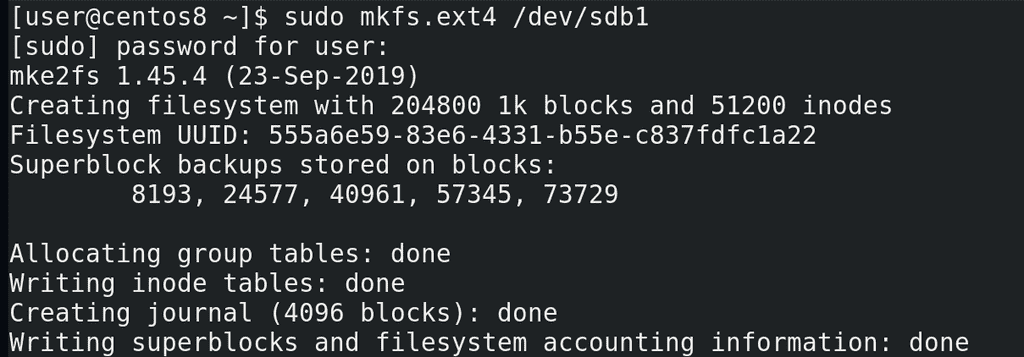 [user@centos8 ~]$ sudo mkfs.ext4 /dev/sdb1
[sudo] password for user:
mke2fs 1.45.4 (23-Sep-2019)
Creating filesystem with 204800 1k blocks and 51200 inodes
Filesystem UUID: 555a6e59-83e6-4331-b55e-c837fdfc1a22
Superblock backups stored on blocks:
        8193, 24577, 40961, 57345, 73729

Allocating group tables: done
Writing inode tables: done
Creating journal (4096 blocks): done
Writing superblocks and filesystem accounting information: done